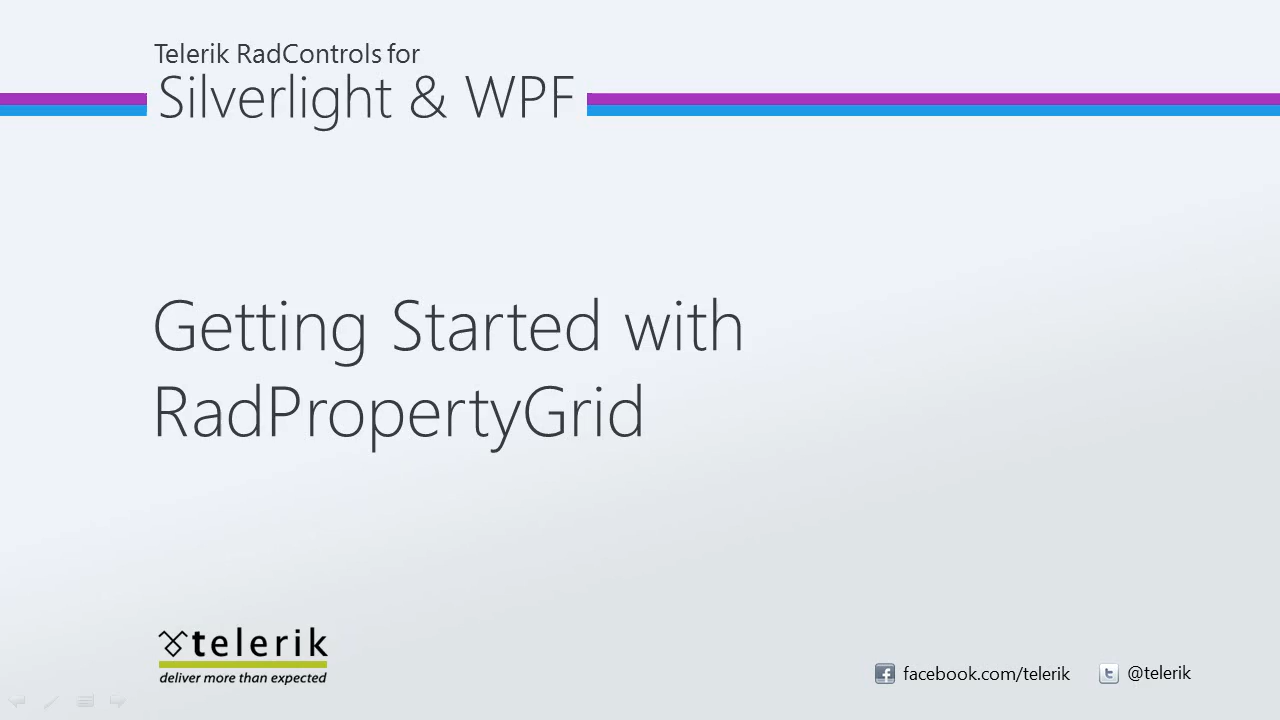 Telerik RadControls for
Silverlight & WPF
Getting Started with
RadPropertyGrid
telerik
deliver more than expected
facebook.com/telerik
@telerik